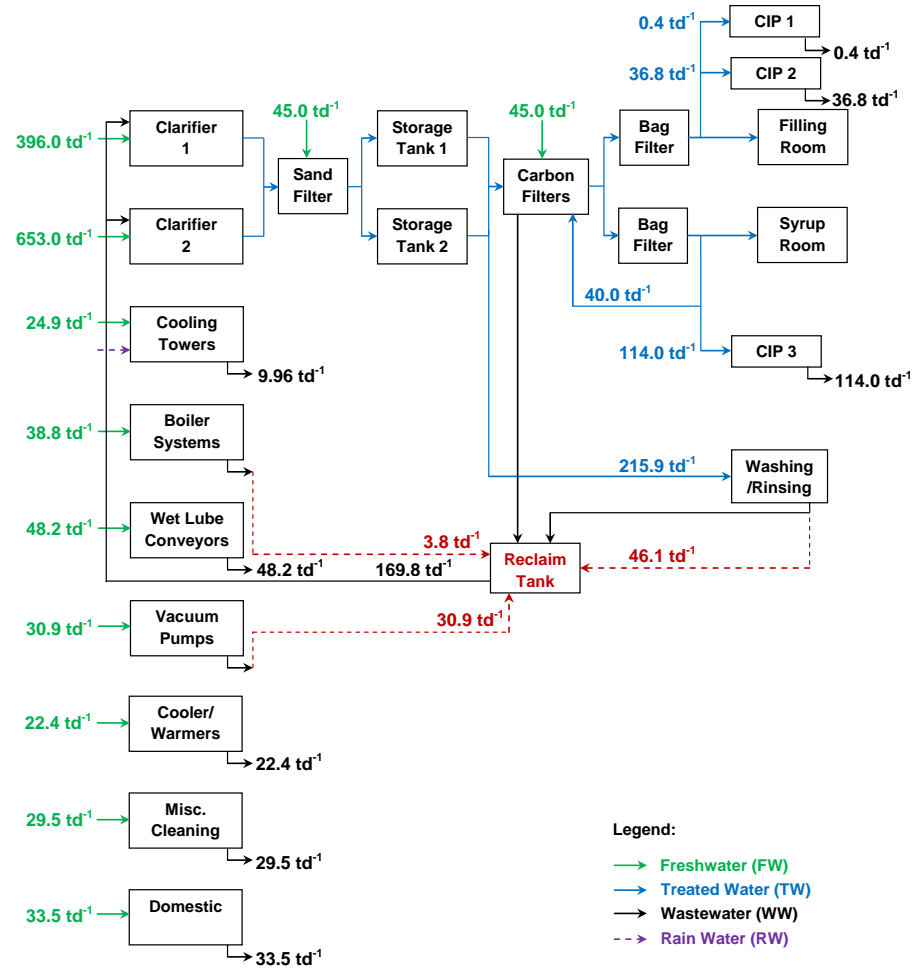 0.4 td-1
CIP 1
0.4 td-1
36.8 td-1
CIP 2
36.8 td-1
45.0 td-1
45.0 td-1
396.0 td-1
Clarifier
1
Sand
Filter
Storage
Tank 1
Carbon
Filters
Bag
Filter
Filling
Room
653.0 td-1
Clarifier
2
Storage
Tank 2
Bag
Filter
Syrup
Room
40.0 td-1
24.9 td-1
Cooling
Towers
9.96 td-1
114.0 td-1
CIP 3
114.0 td-1
38.8 td-1
Boiler
Systems
215.9 td-1
Washing
/Rinsing
48.2 td-1
Wet Lube
Conveyors
48.2 td-1
3.8 td-1
169.8 td-1
Reclaim
Tank
46.1 td-1
30.9 td-1
Vacuum
Pumps
30.9 td-1
22.4 td-1
Cooler/
Warmers
22.4 td-1
29.5 td-1
Misc.
Cleaning
29.5 td-1
33.5 td-1
Domestic
33.5 td-1
Legend:
Freshwater (FW)
Treated Water (TW)
Wastewater (WW)
Rain Water (RW)